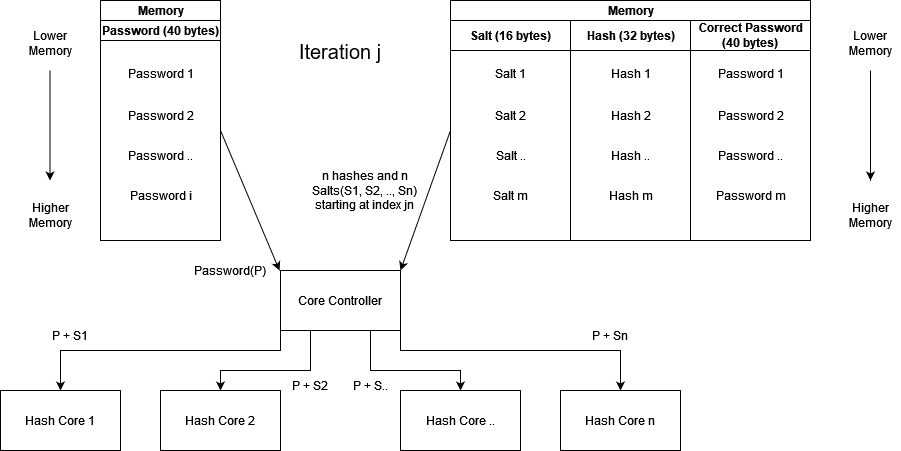 Memory
Password (40 bytes)
Password 1
Password 2
Password ..
Password i
Lower
Memory
Higher
Memory
Iteration j
Memory
Salt (16 bytes)
Hash (32 bytes)
Correct Password
(40 bytes)
Salt 1
Hash 1
Password 1
Salt 2
Hash 2
Password 2
Salt ..
Hash ..
Password ..
Salt m
Hash m
Password m
Lower
Memory
Higher
Memory
n hashes and n
Salts(S1, S2, .., Sn)
starting at index jn
Password(P)
Core Controller
P + S1
P + S2
P + S..
P + Sn
Hash Core 1
Hash Core 2
Hash Core ..
Hash Core n